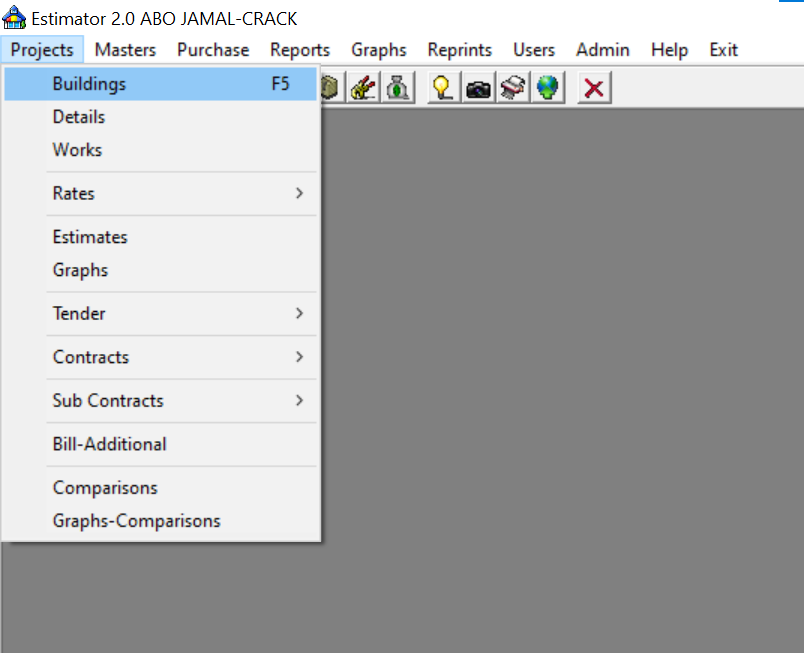 Estimator 2.0 ABO JAMAL-CRACK
Projects Masters Purchase Reports Graphs Reprints Users Admin Help Exit
Buildings F5
Details
Works
Rates
Estimates
Graphs
Tender
Contracts
Sub Contracts
Bill-Additional
Comparisons
Graphs-Comparisons